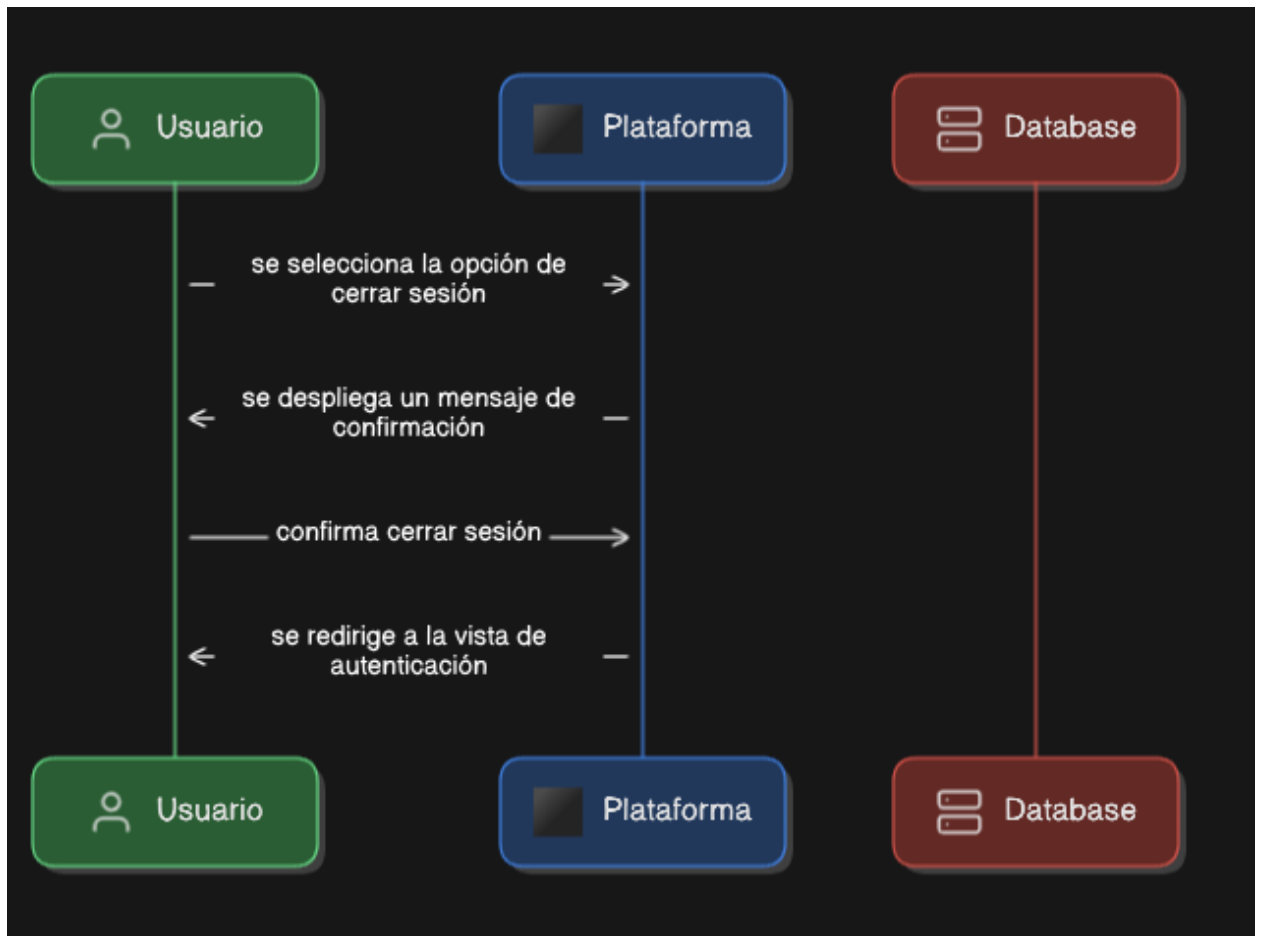 Usuario
Plataforma
Database
se selecciona la opción de
cerrar sesión
se despliega un mensaje de
confirmación
confirma cerrar sesión
se redirige a la vista de
autenticación
Usuario
Plataforma
Database